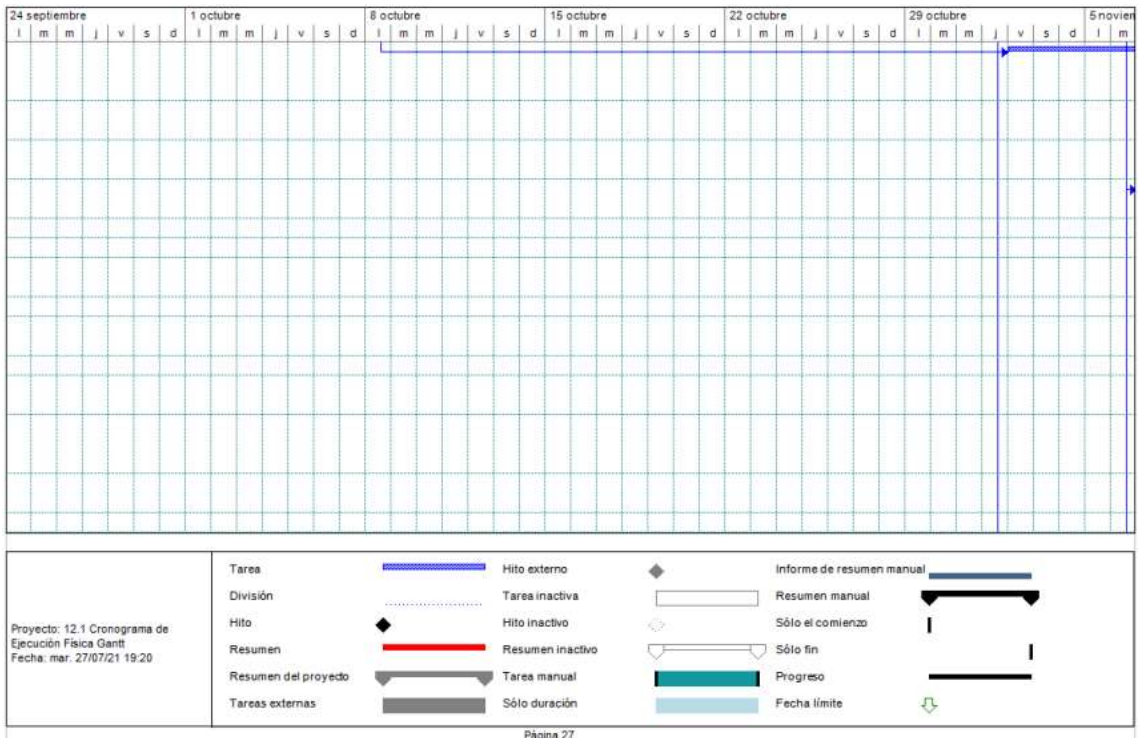 24 septiembre 1 octubre 8 octubre 15 octubre 22 octubre 29 octubre 5 noviem
l m m j v s d l m m j v s d l m m j v s d l m m j v s d l m m j v s d l m m j v s d l m
Proyecto: 12.1 Cronograma de
Ejecución Física Gantt
Fecha: mar. 27/07/21 19:20
Tarea
División
Hito
Resumen
Resumen del proyecto
Tareas externas
Hito externo
Tarea inactiva
Hito inactivo
Resumen inactivo
Tarea manual
Sólo duración
Informe de resumen manual
Resumen manual
Sólo el comienzo
Sólo fin
Progreso
Fecha límite
Página 27